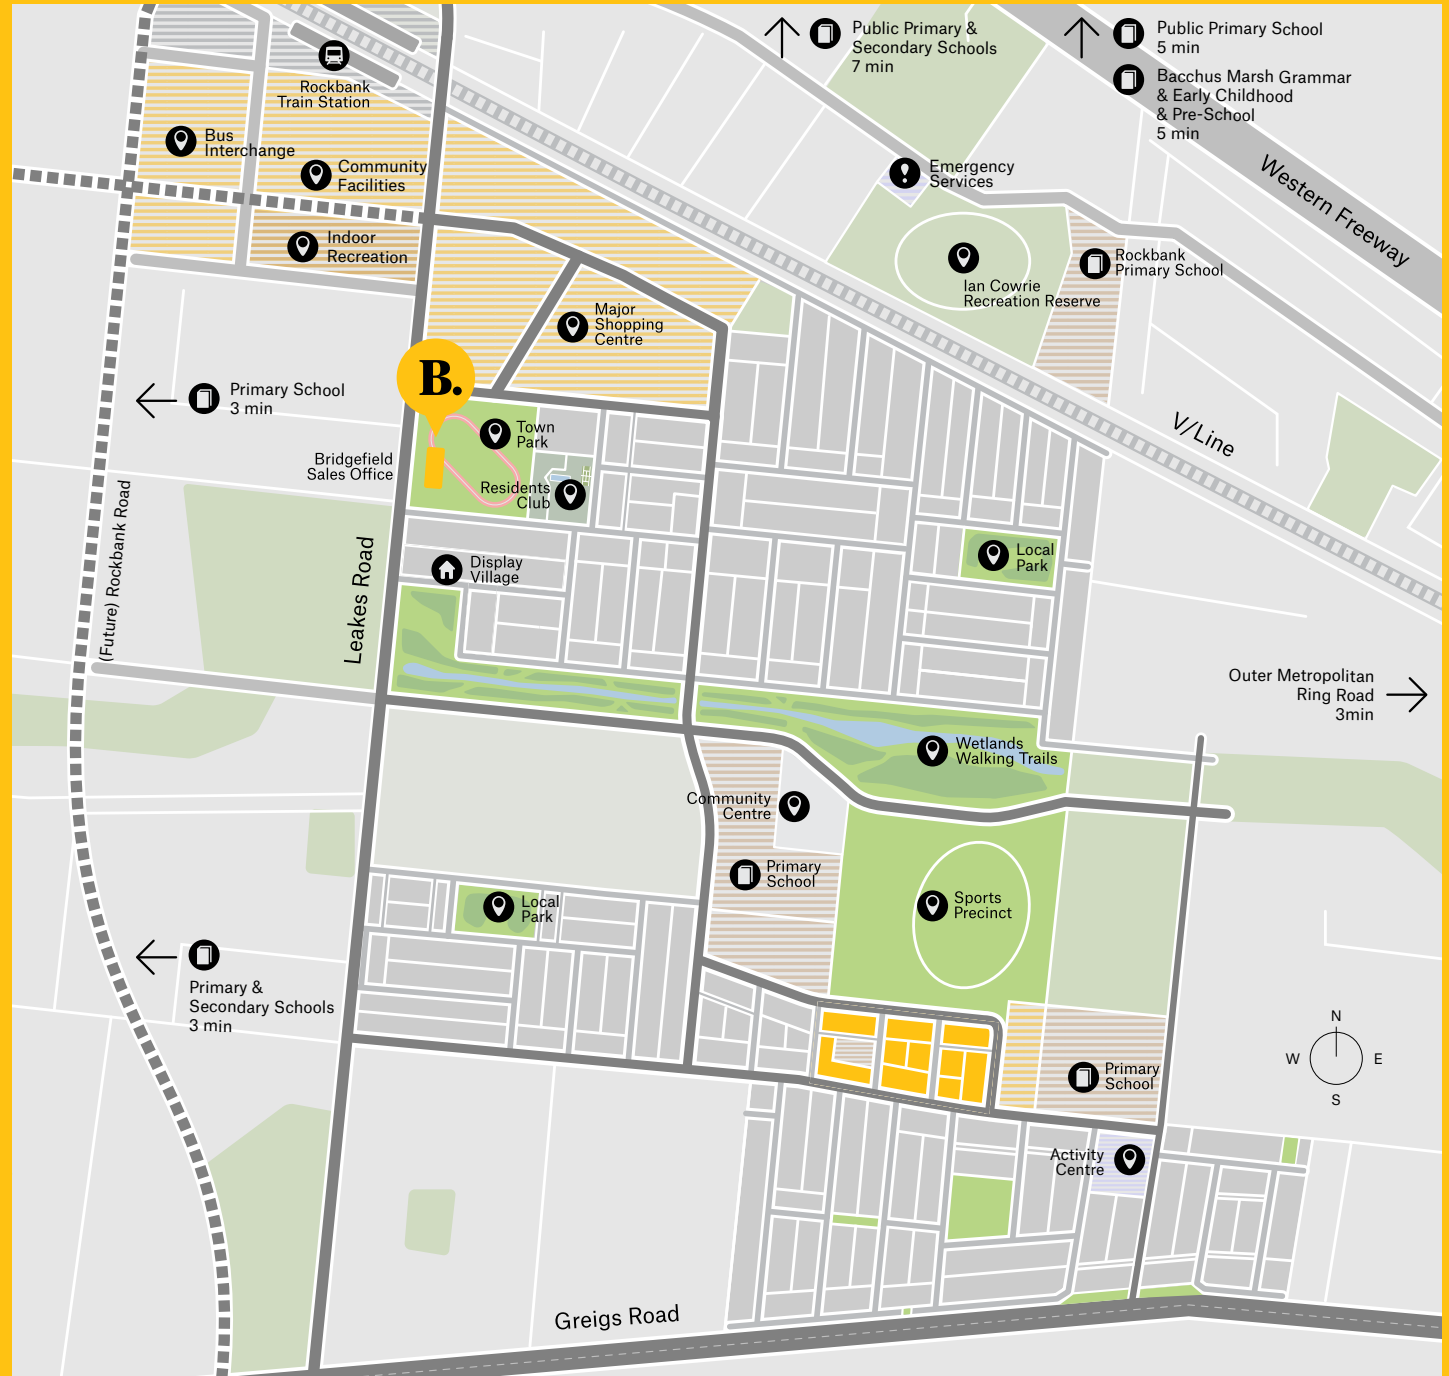 Public Primary &
Secondary Schools
7 min
Public Primary School
5 min
Bacchus Marsh Grammar
& Early Childhood
& Pre-School
5 min
Western Freeway
Rockbank
Train Station
Bus
Interchange
Community
Facilities
Indoor
Recreation
Emergency
Services
Ian Cowrie
Recreation Reserve
Rockbank
Primary School
Major
Shopping
Centre
B.
Primary School
3 min
Town
Park
Bridgefield
Sales Office
Residents
Club
V/Line
(Future) Rockbank Road
Leakes Road
Display
Village
Local
Park
Outer Metropolitan
Ring Road
3min
Wetlands
Walking Trails
Community
Centre
Primary
School
Sports
Precinct
Local
Park
Primary &
Secondary Schools
3 min
N
W
E
S
Primary
School
Activity
Centre
Greigs Road